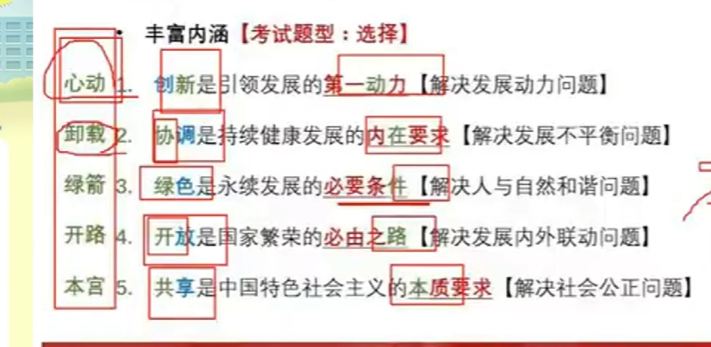 • 丰富内涵【考试题型：选择】
心动 1. 创新是引领发展的第一动力【解决发展动力问题】
卸载 2. 协调是持续健康发展的内在要求【解决发展不平衡问题】
绿箭 3. 绿色是永续发展的必要条件【解决人与自然和谐问题】
开路 4. 开放是国家繁荣的必由之路【解决发展内外联动问题】
本宫 5. 共享是中国特色社会主义的本质要求【解决社会公正问题】